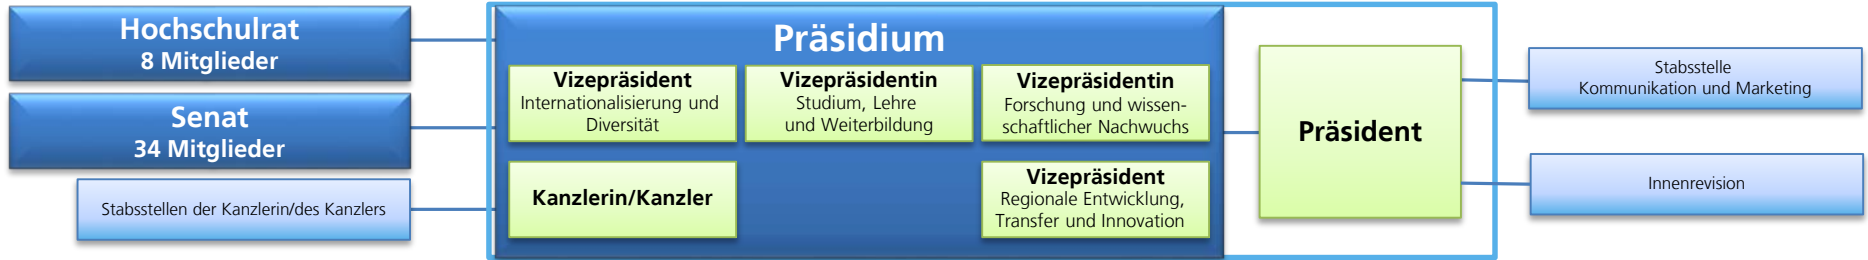 Hochschulrat
8 Mitglieder
Senat
34 Mitglieder
Stabsstellen der Kanzlerin/des Kanzlers
Präsidium
Vizepräsident
Internationalisierung und
Diversität
Vizepräsidentin
Studium, Lehre
und Weiterbildung
Vizepräsidentin
Forschung und wissen-
schaftlicher Nachwuchs
Kanzlerin/Kanzler
Vizepräsident
Regionale Entwicklung,
Transfer und Innovation
Präsident
Stabsstelle
Kommunikation und Marketing
Innenrevision